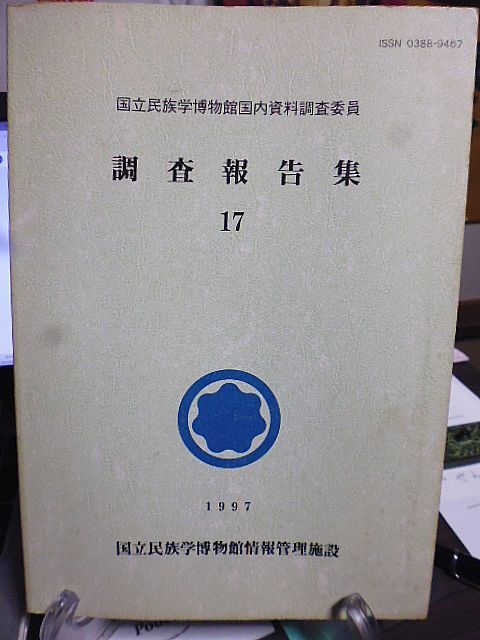 ISSN 0388-9467
国立民族学博物館国内資料調査委員
調査報告集
17
1997
国立民族学博物館情報管理施設